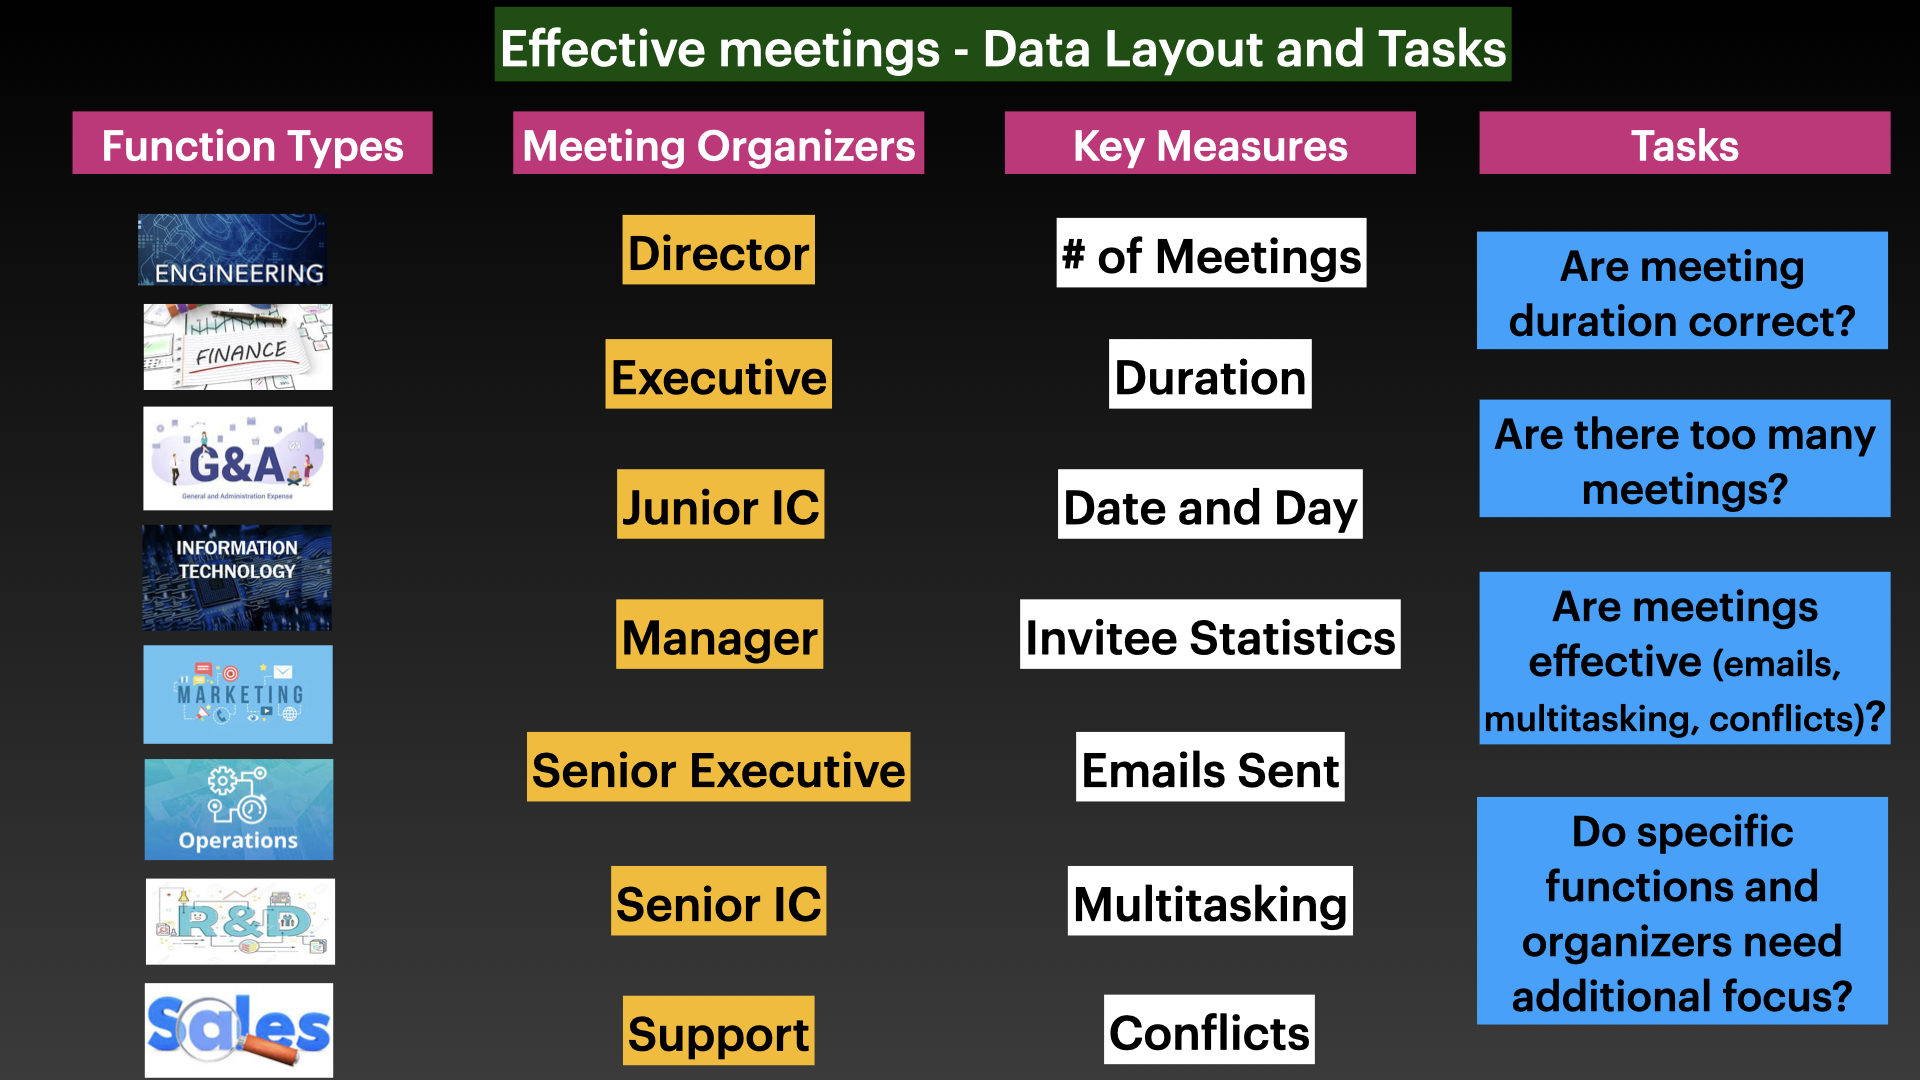 Effective meetings - Data Layout and Tasks
Function Types
ENGINEERING
FINANCE
G&A
General and Administration Expense
INFORMATION
TECHNOLOGY
MARKETING
Operations
R&D
Sales
Meeting Organizers
Director
Executive
Junior IC
Manager
Senior Executive
Senior IC
Support
Key Measures
# of Meetings
Duration
Date and Day
Invitee Statistics
Emails Sent
Multitasking
Conflicts
Tasks
Are meeting
duration correct?
Are there too many
meetings?
Are meetings
effective (emails,
multitasking, conflicts)?
Do specific
functions and
organizers need
additional focus?